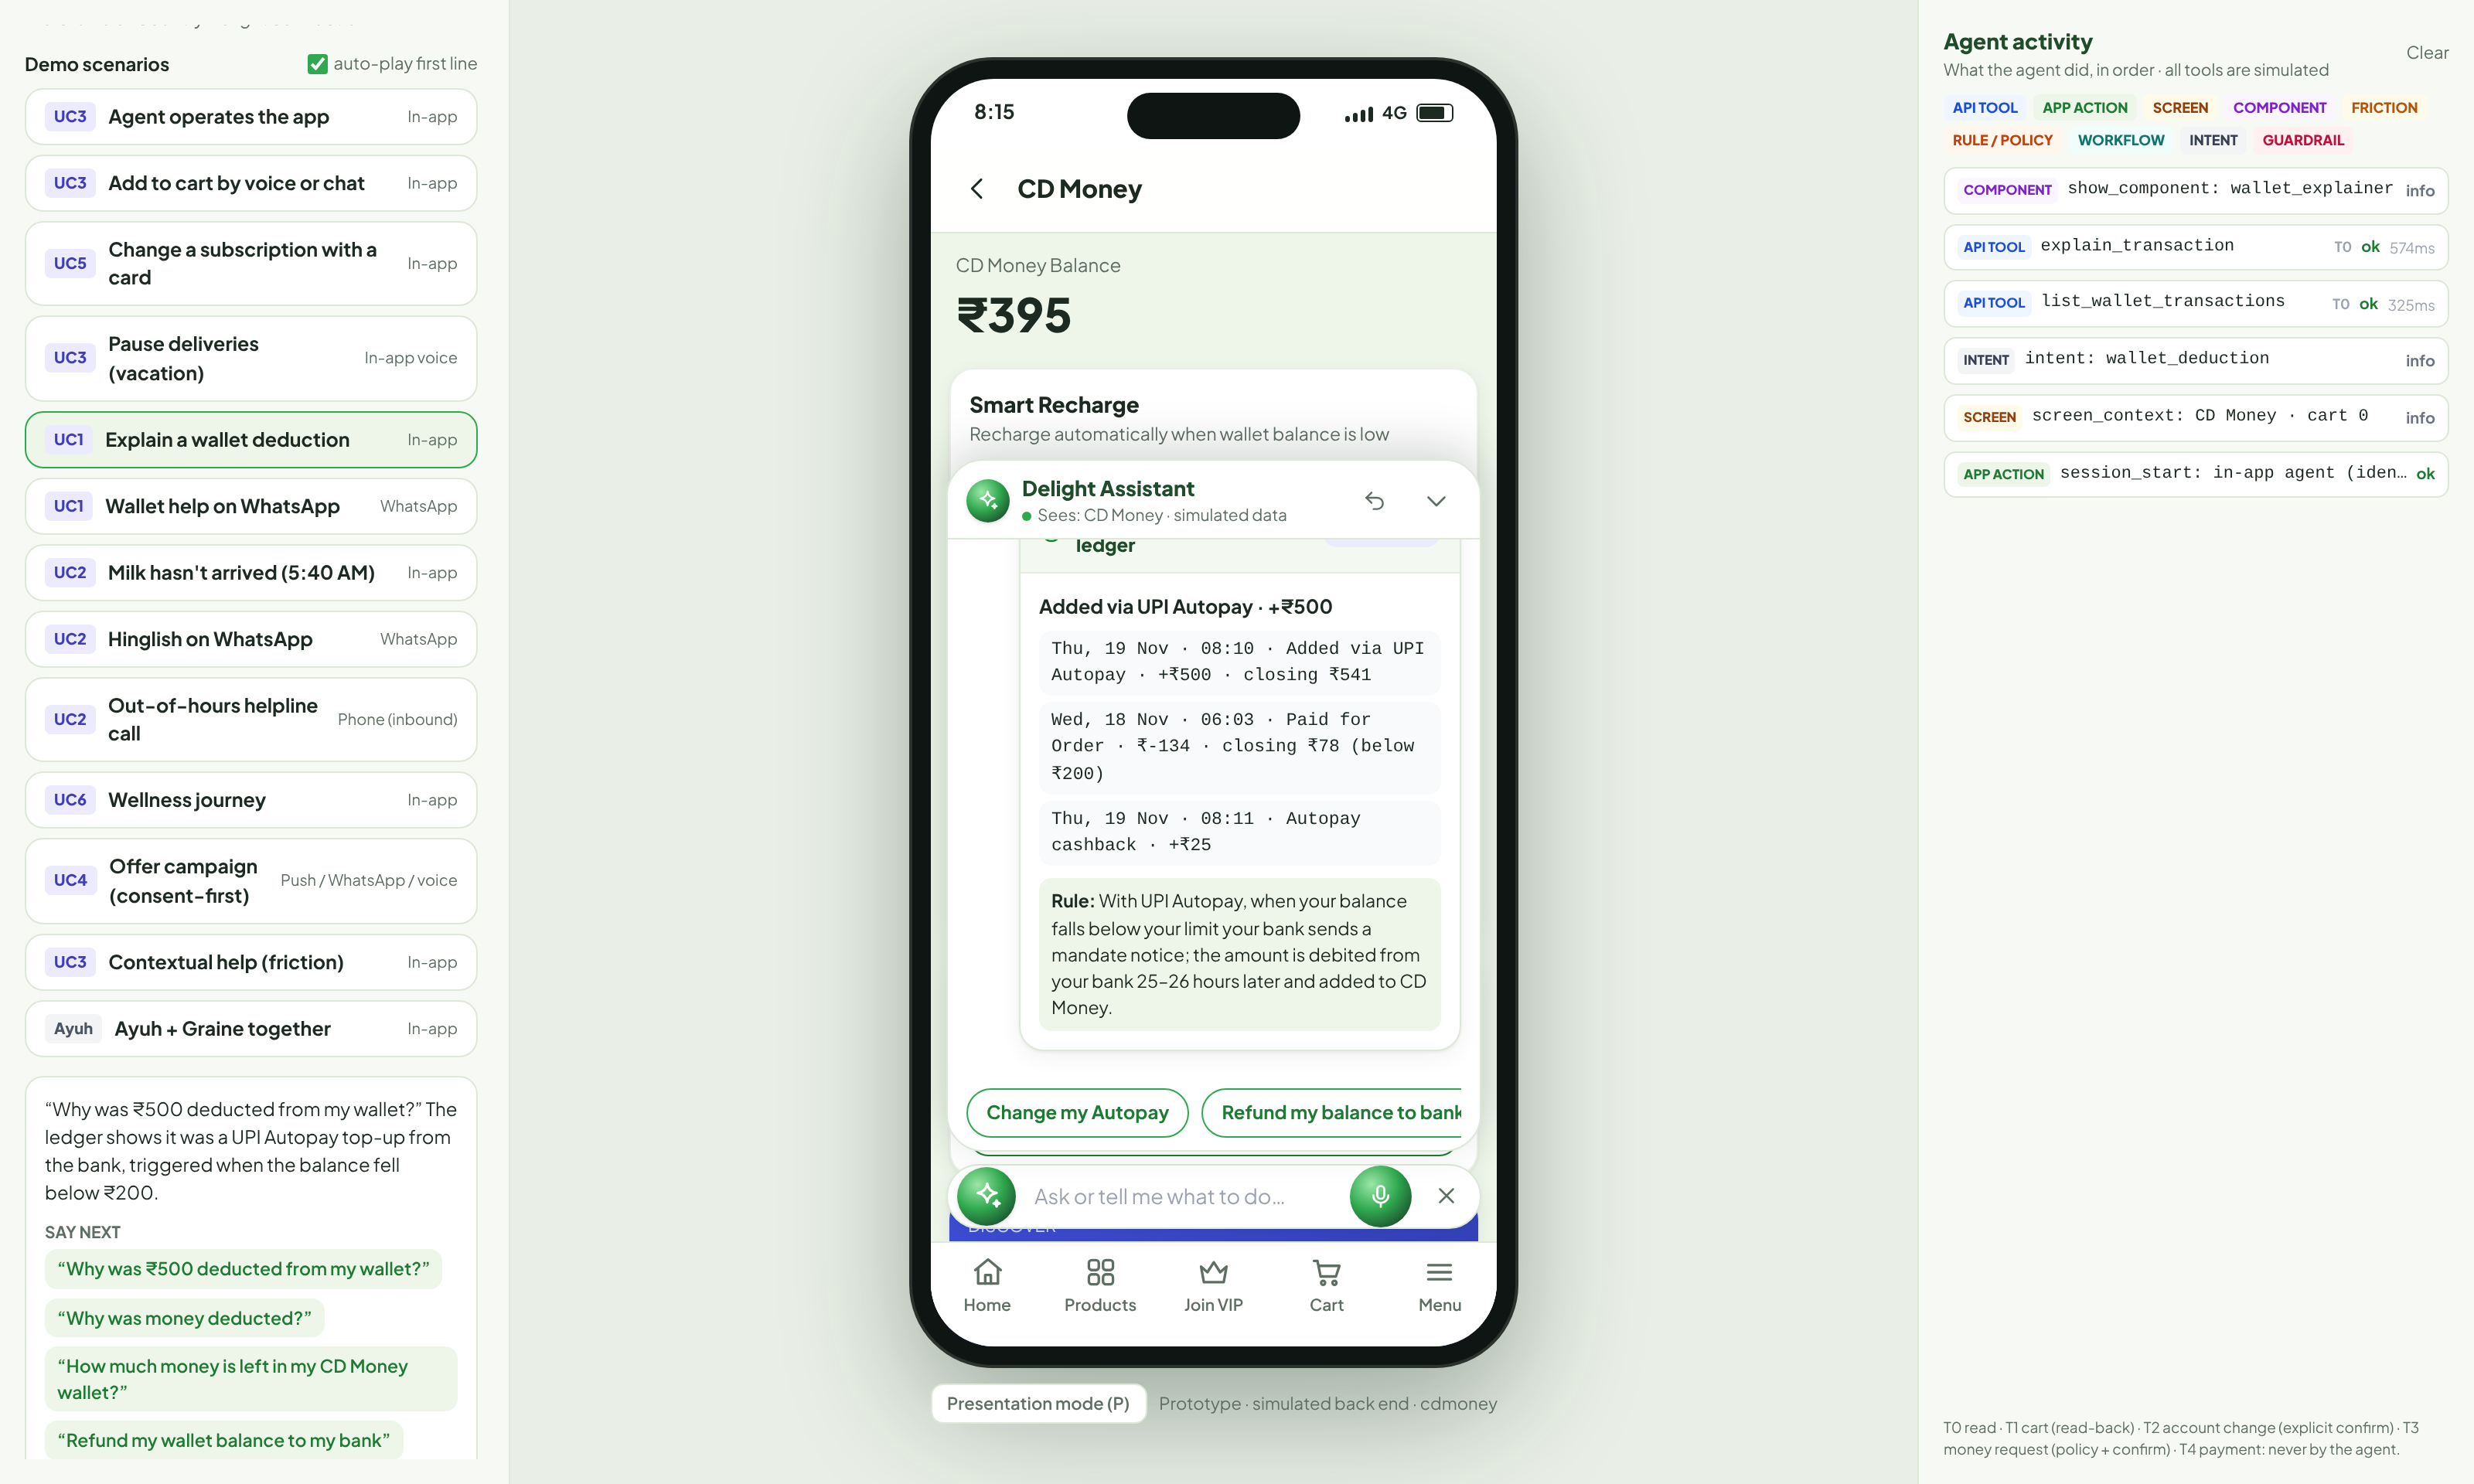 Demo scenarios
auto-play first line
UC3 Agent operates the app In-app
UC3 Add to cart by voice or chat In-app
UC5 Change a subscription with a
card In-app
UC3 Pause deliveries
(vacation) In-app voice
UC1 Explain a wallet deduction In-app
UC1 Wallet help on WhatsApp WhatsApp
UC2 Milk hasn't arrived (5:40 AM) In-app
UC2 Hinglish on WhatsApp WhatsApp
UC2 Out-of-hours helpline
call Phone (inbound)
UC6 Wellness journey In-app
UC4 Offer campaign
(consent-first) Push / WhatsApp / voice
UC3 Contextual help (friction) In-app
Ayuh Ayuh + Graine together In-app
“Why was ₹500 deducted from my wallet?” The
ledger shows it was a UPI Autopay top-up from
the bank, triggered when the balance fell
below ₹200.
SAY NEXT
“Why was ₹500 deducted from my wallet?”
“Why was money deducted?”
“How much money is left in my CD Money
wallet?”
“Refund my wallet balance to my bank”
8:15
4G
CD Money
CD Money Balance
₹395
Smart Recharge
Recharge automatically when wallet balance is low
Delight Assistant
Sees: CD Money · simulated data
ledger
Added via UPI Autopay · +₹500
Thu, 19 Nov · 08:10 · Added via UPI
Autopay · +₹500 · closing ₹541
Wed, 18 Nov · 06:03 · Paid for
Order · ₹-134 · closing ₹78 (below
₹200)
Thu, 19 Nov · 08:11 · Autopay
cashback · +₹25
Rule: With UPI Autopay, when your balance
falls below your limit your bank sends a
mandate notice; the amount is debited from
your bank 25–26 hours later and added to CD
Money.
Change my Autopay
Refund my balance to bank
Ask or tell me what to do...
DISCOVER
Home
Products
Join VIP
Cart
Menu
Presentation mode (P)
Prototype · simulated back end · cdmoney
Agent activity
Clear
What the agent did, in order · all tools are simulated
API TOOL APP ACTION SCREEN COMPONENT FRICTION
RULE / POLICY WORKFLOW INTENT GUARDRAIL
COMPONENT show_component: wallet_explainer info
API TOOL explain_transaction T0 ok 574ms
API TOOL list_wallet_transactions T0 ok 325ms
INTENT intent: wallet_deduction info
SCREEN screen_context: CD Money · cart 0 info
APP ACTION session_start: in-app agent (iden… ok
T0 read · T1 cart (read-back) · T2 account change (explicit confirm) · T3
money request (policy + confirm) · T4 payment: never by the agent.